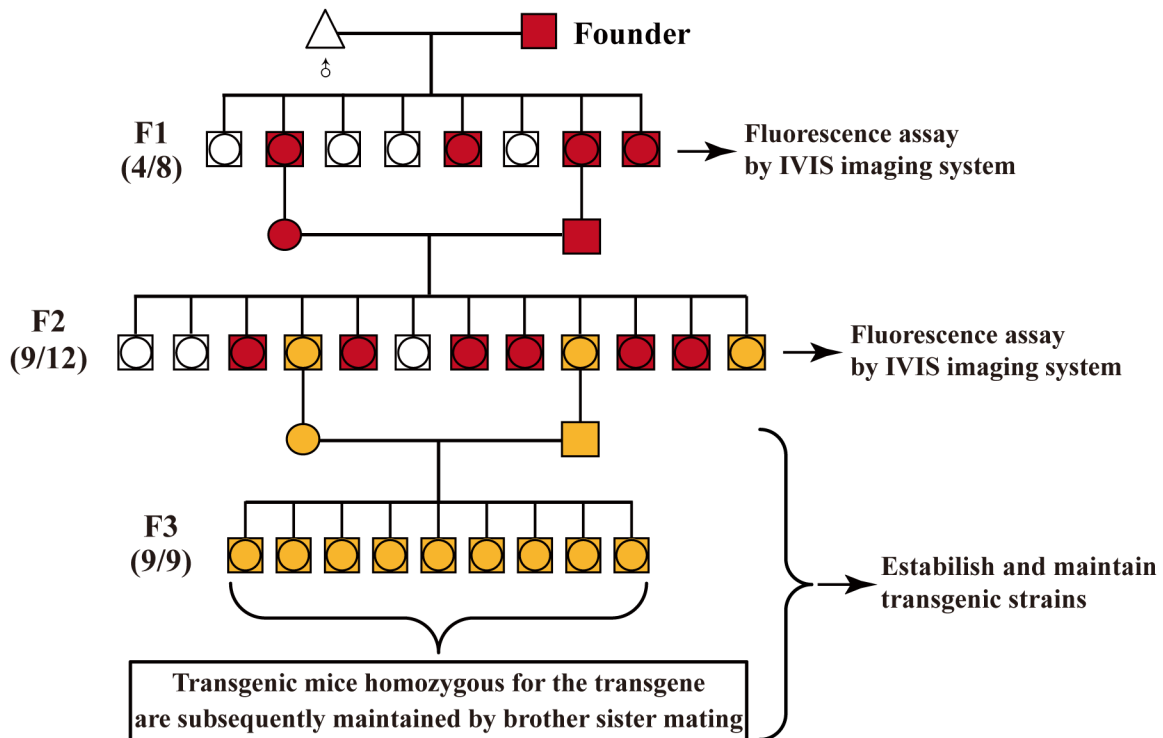 Founder
♂
F1
(4/8)
Fluorescence assay
by IVIS imaging system
F2
(9/12)
Fluorescence assay
by IVIS imaging system
F3
(9/9)
Estabilish and maintain
transgenic strains
Transgenic mice homozygous for the transgene
are subsequently maintained by brother sister mating